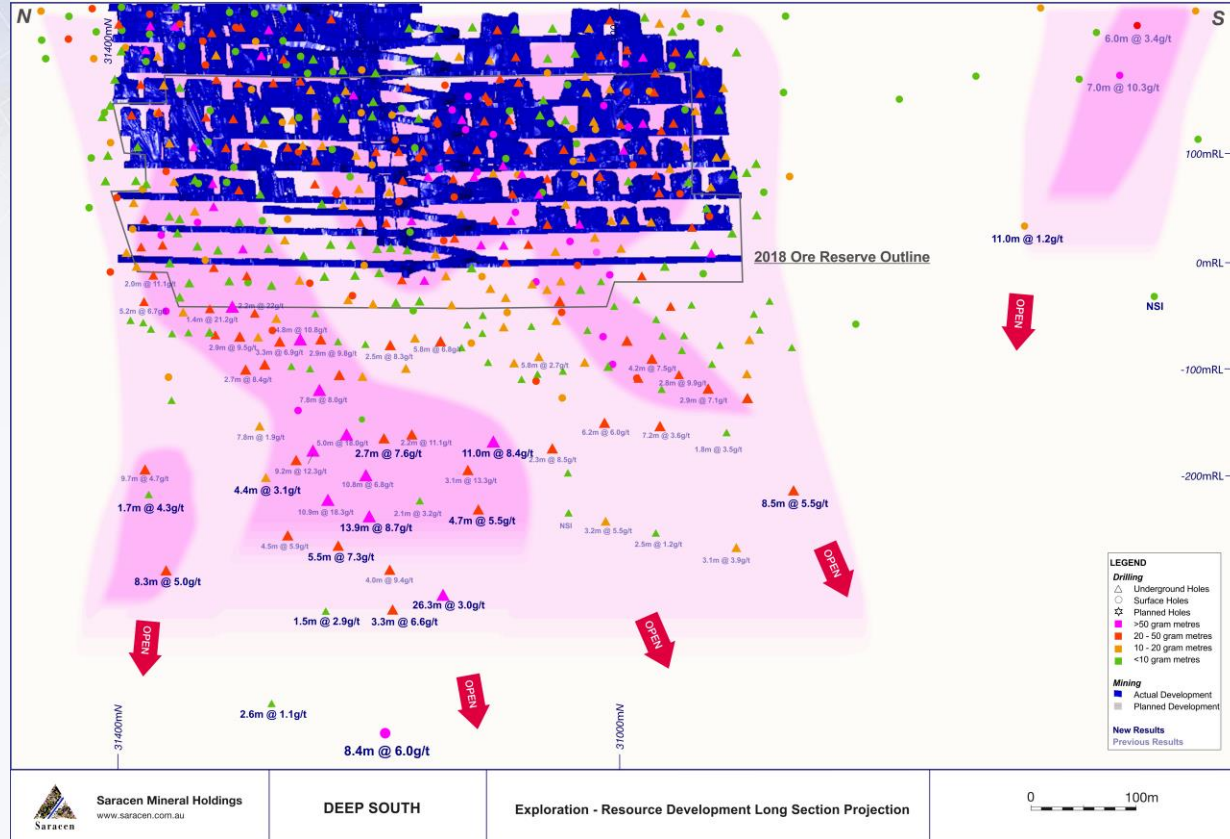 N
S
31400mN
6.0m @ 3.4g/t
7.0m @ 10.3g/t
100mRL
11.0m @ 1.2g/t
2018 Ore Reserve Outline
0mRL
2.0m @ 11.1g/t
NSI
OPEN
5.2m @ 6.7g/t
2.2m @ 22g/t
1.4m @ 21.2g/t
4.8m @ 10.8g/t
2.9m @ 9.5g/t
3.3m @ 6.9g/t
2.9m @ 9.8g/t
2.5m @ 8.3g/t
5.8m @ 6.8g/t
5.8m @ 2.7g/t
4.2m @ 7.5g/t
-100mRL
2.7m @ 8.4g/t
2.8m @ 9.9g/t
7.8m @ 8.0g/t
2.9m @ 7.1g/t
7.8m @ 1.9g/t
5.0m @ 18.8g/t
2.2m @ 11.1g/t
6.2m @ 6.0g/t
7.2m @ 3.6g/t
2.7m @ 7.6g/t
11.0m @ 8.4g/t
1.8m @ 3.5g/t
2.3m @ 8.5g/t
9.2m @ 12.3g/t
9.7m @ 4.7g/t
10.8m @ 6.8g/t
3.1m @ 13.3g/t
-200mRL
4.4m @ 3.1g/t
1.7m @ 4.3g/t
8.5m @ 5.5g/t
10.9m @ 18.3g/t
2.1m @ 3.2g/t
13.9m @ 8.7g/t
4.7m @ 5.5g/t
NSI
3.2m @ 5.5g/t
2.5m @ 1.2g/t
4.5m @ 5.9g/t
5.5m @ 7.3g/t
3.1m @ 3.9g/t
8.3m @ 5.0g/t
4.0m @ 9.4g/t
OPEN
26.3m @ 3.0g/t
1.5m @ 2.9g/t
3.3m @ 6.6g/t
OPEN
OPEN
OPEN
2.6m @ 1.1g/t
8.4m @ 6.0g/t
31400mN
31000mN
LEGEND
Drilling
Underground Holes
Surface Holes
Planned Holes
>50 gram metres
20 - 50 gram metres
10 - 20 gram metres
<10 gram metres
Mining
Actual Development
Planned Development
New Results
Previous Results
Saracen
Saracen Mineral Holdings
www.saracen.com.au
DEEP SOUTH
Exploration - Resource Development Long Section Projection
0 100m